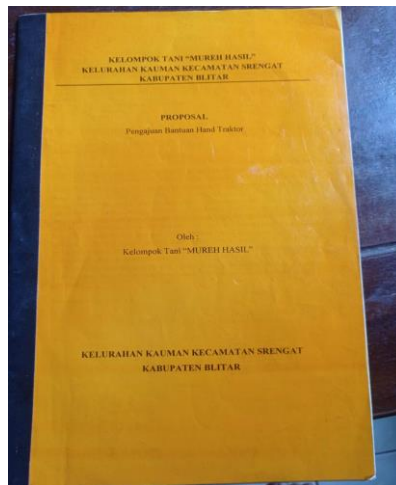 KELOMPOK TANI “MUREH HASIL”
KELURAHAN KAUMAN KECAMATAN SRENGAT
KABUPATEN BLITAR
PROPOSAL
Pengajuan Bantuan Hand Traktor
Oleh :
Kelompok Tani “MUREH HASIL”
KELURAHAN KAUMAN KECAMATAN SRENGAT
KABUPATEN BLITAR